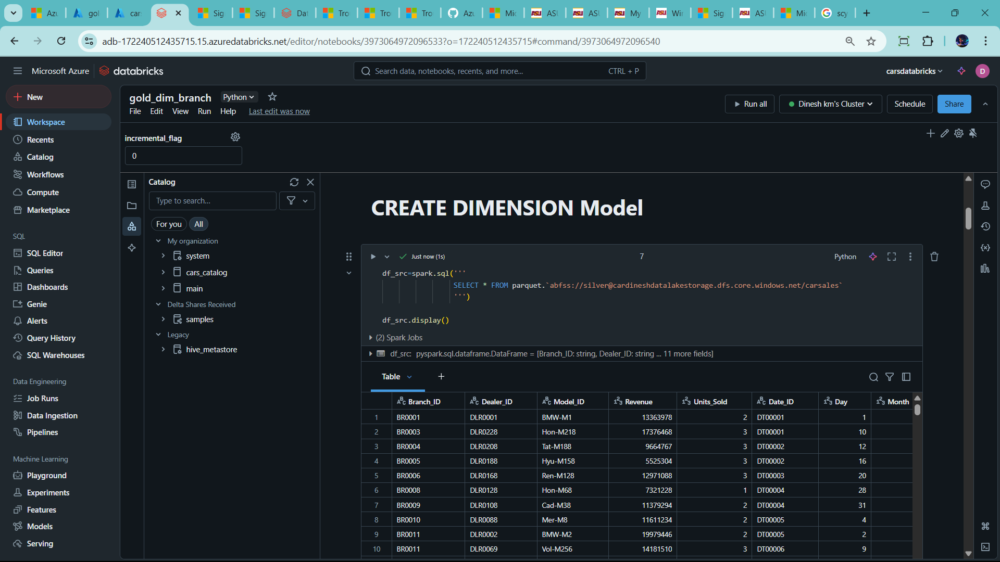 Azu
gol
car
Sig
Sig
Dat
Tro
Tro
Tro
Azu
Mic
ASU
ASU
My
Win
Sig
ASU
Mic
scy
adb-172240512435715.15.azuredatabricks.net/editor/notebooks/3973064972096533?o=172240512435715#command/3973064972096540
Microsoft Azure
databricks
Search data, notebooks, recents, and more...
CTRL + P
carsdatabricks
D
New
Workspace
Recents
Catalog
Workflows
Compute
Marketplace
SQL
SQL Editor
Queries
Dashboards
Genie
Alerts
Query History
SQL Warehouses
Data Engineering
Job Runs
Data Ingestion
Pipelines
Machine Learning
Playground
Experiments
Features
Models
Serving
gold_dim_branch
Python
File Edit View Run Help Last edit was now
Run all
Dinesh km's Cluster
Schedule
Share
incremental_flag
0
Catalog
Type to search...
For you
All
My organization
system
cars_catalog
main
Delta Shares Received
samples
Legacy
hive_metastore
CREATE DIMENSION Model
Just now (1s)
7
Python
df_src=spark.sql('''
SELECT * FROM parquet.`abfss://silver@cardineshdatalakestorage.dfs.core.windows.net/carsales`
''')
df_src.display()
(2) Spark Jobs
df_src: pyspark.sql.dataframe.DataFrame = [Branch_ID: string, Dealer_ID: string ... 11 more fields]
Table
Branch_ID Dealer_ID Model_ID Revenue Units_Sold Date_ID Day Month
1 BR0001 DLR0001 BMW-M1 13363978 2 DT00001 1
2 BR0003 DLR0228 Hon-M218 17376468 3 DT00001 10
3 BR0004 DLR0208 Tat-M188 9664767 3 DT00002 12
4 BR0005 DLR0188 Hyu-M158 5525304 3 DT00002 16
5 BR0006 DLR0168 Ren-M128 12971088 3 DT00003 20
6 BR0008 DLR0128 Hon-M68 7321228 1 DT00004 28
7 BR0009 DLR0108 Cad-M38 11379294 2 DT00004 31
8 BR0010 DLR0088 Mer-M8 11611234 2 DT00005 4
9 BR0011 DLR0002 BMW-M2 19979446 2 DT00005 2
10 BR0011 DLR0069 Vol-M256 14181510 3 DT00006 9